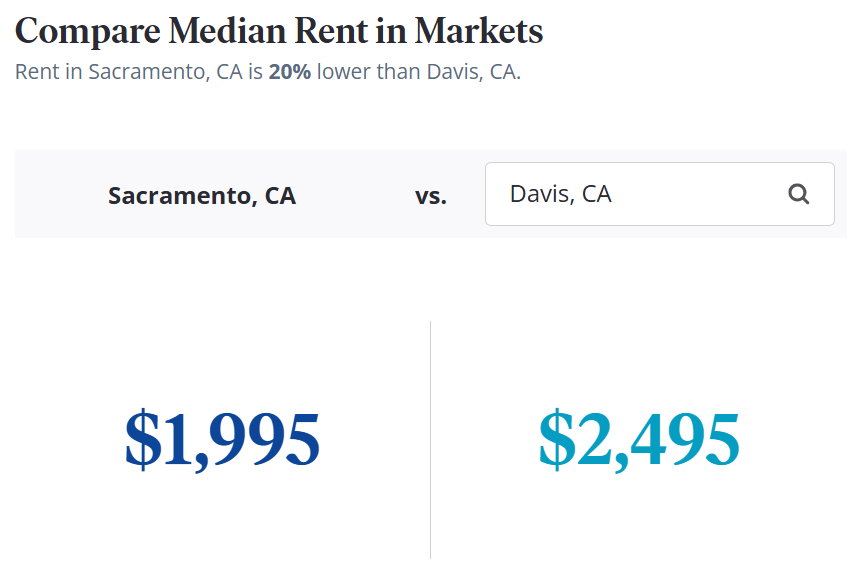 Compare Median Rent in Markets
Rent in Sacramento, CA is 20% lower than Davis, CA.
Sacramento, CA vs. Davis, CA
$1,995 $2,495